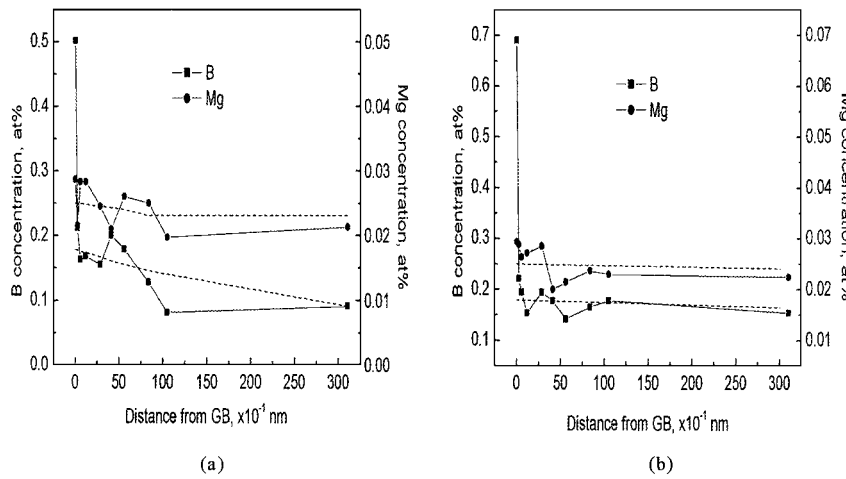 0.5
0.4
0.3
0.2
0.1
0.0
B concentration, at%
B
Mg
0.05
0.04
0.03
0.02
0.01
0.00
Mg concentration, at%
0 50 100 150 200 250 300
Distance from GB, x10⁻¹ nm
(a)
0.7
0.6
0.5
0.4
0.3
0.2
0.1
B concentration, at%
B
Mg
0.07
0.06
0.05
0.04
0.03
0.02
0.01
Mg concentration, at%
0 50 100 150 200 250 300
Distance from GB, x10⁻¹ nm
(b)